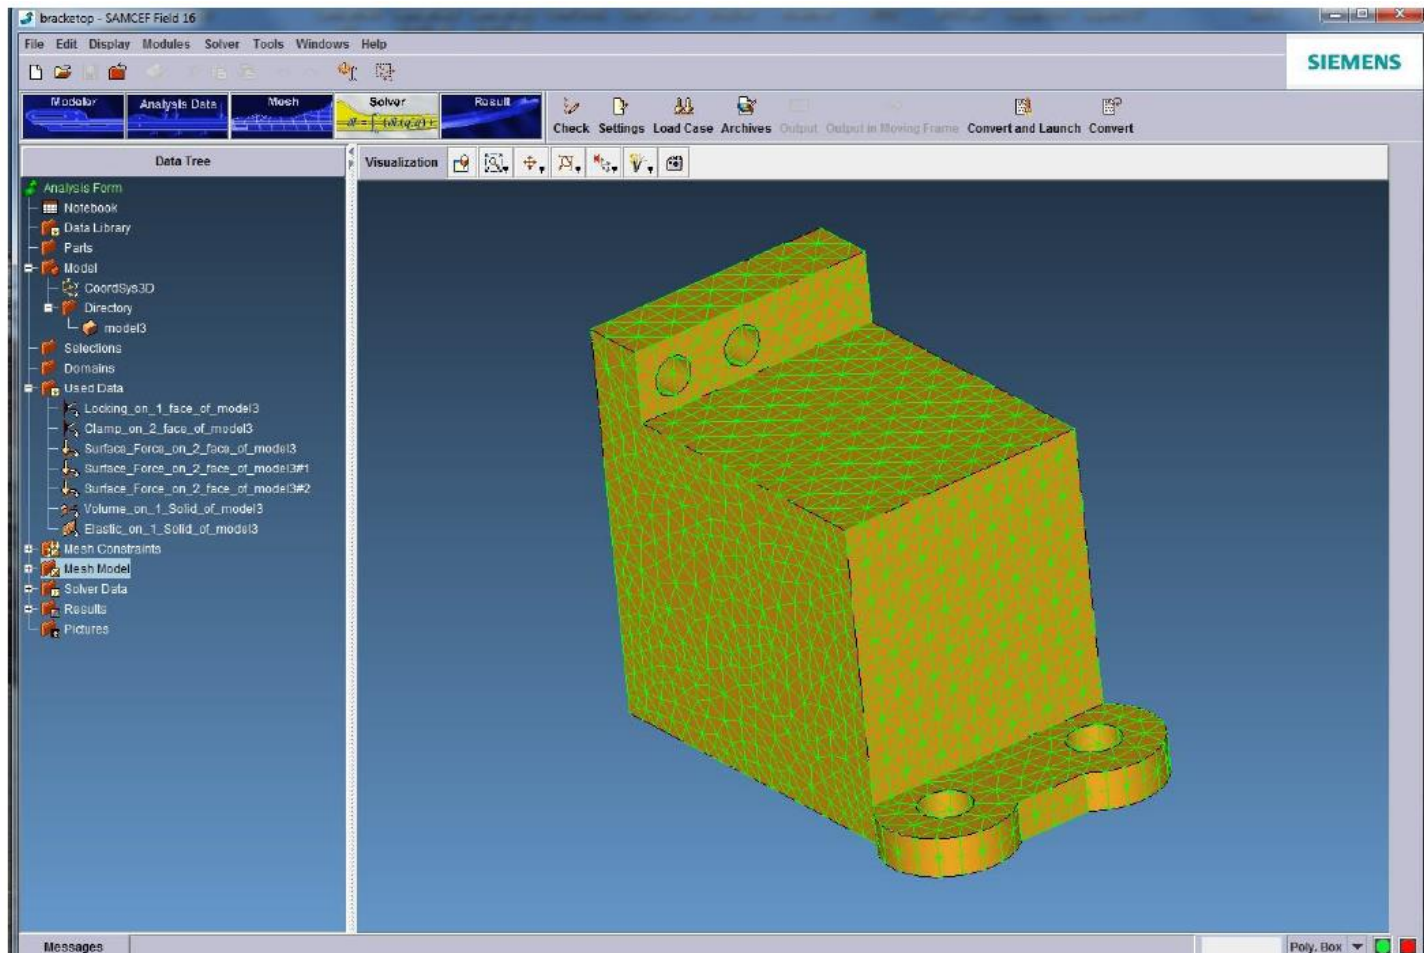 bracketop - SAMCEF Field 16
File Edit Display Modules Solver Tools Windows Help
SIEMENS
Modeler Analysis Data Mesh Solver Result
Check Settings Load Case Archives Output Output in Moving Frame Convert and Launch Convert
Data Tree
Visualization
Analysis Form
Notebook
Data Library
Parts
Model
CoordSys3D
Directory
model3
Selections
Domains
Used Data
Locking_on_1_face_of_model3
Clamp_on_2_face_of_model3
Surface_Force_on_2_face_of_model3
Surface_Force_on_2_face_of_model3#1
Surface_Force_on_2_face_of_model3#2
Volume_on_1_Solid_of_model3
Elastic_on_1_Solid_of_model3
Mesh Constraints
Mesh Model
Solver Data
Results
Pictures
Messages
Poly. Box